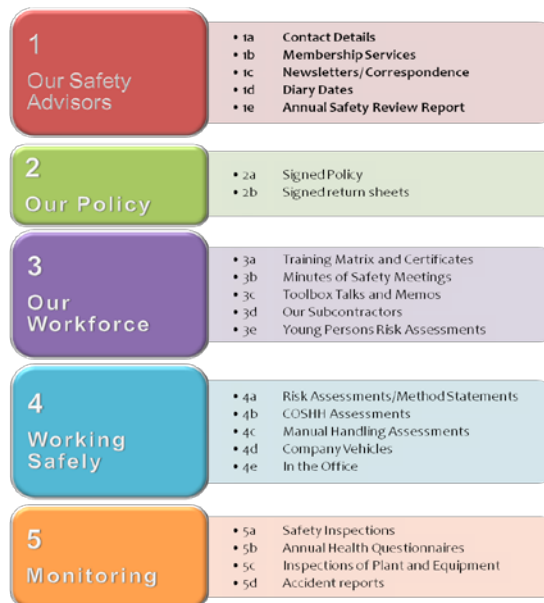 1
Our Safety
Advisors
• 1a Contact Details
• 1b Membership Services
• 1c Newsletters/Correspondence
• 1d Diary Dates
• 1e Annual Safety Review Report
2
Our Policy
• 2a Signed Policy
• 2b Signed return sheets
3
Our
Workforce
• 3a Training Matrix and Certificates
• 3b Minutes of Safety Meetings
• 3c Toolbox Talks and Memos
• 3d Our Subcontractors
• 3e Young Persons Risk Assessments
4
Working
Safely
• 4a Risk Assessments/Method Statements
• 4b COSHH Assessments
• 4c Manual Handling Assessments
• 4d Company Vehicles
• 4e In the Office
5
Monitoring
• 5a Safety Inspections
• 5b Annual Health Questionnaires
• 5c Inspections of Plant and Equipment
• 5d Accident reports